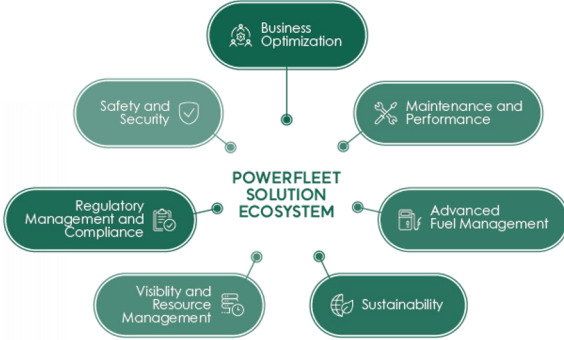 Business
Optimization
Safety and
Security
Maintenance and
Performance
POWERFLEET
SOLUTION
ECOSYSTEM
Regulatory
Management and
Compliance
Advanced
Fuel Management
Visiblity and
Resource
Management
Sustainability